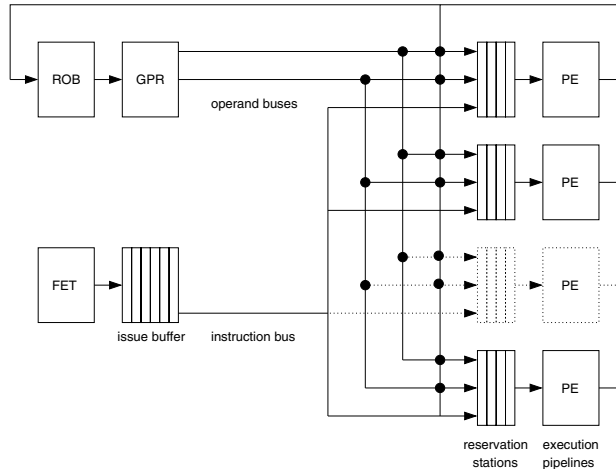 ROB
GPR
PE
operand buses
PE
FET
PE
issue buffer
instruction bus
PE
reservation
stations
execution
pipelines